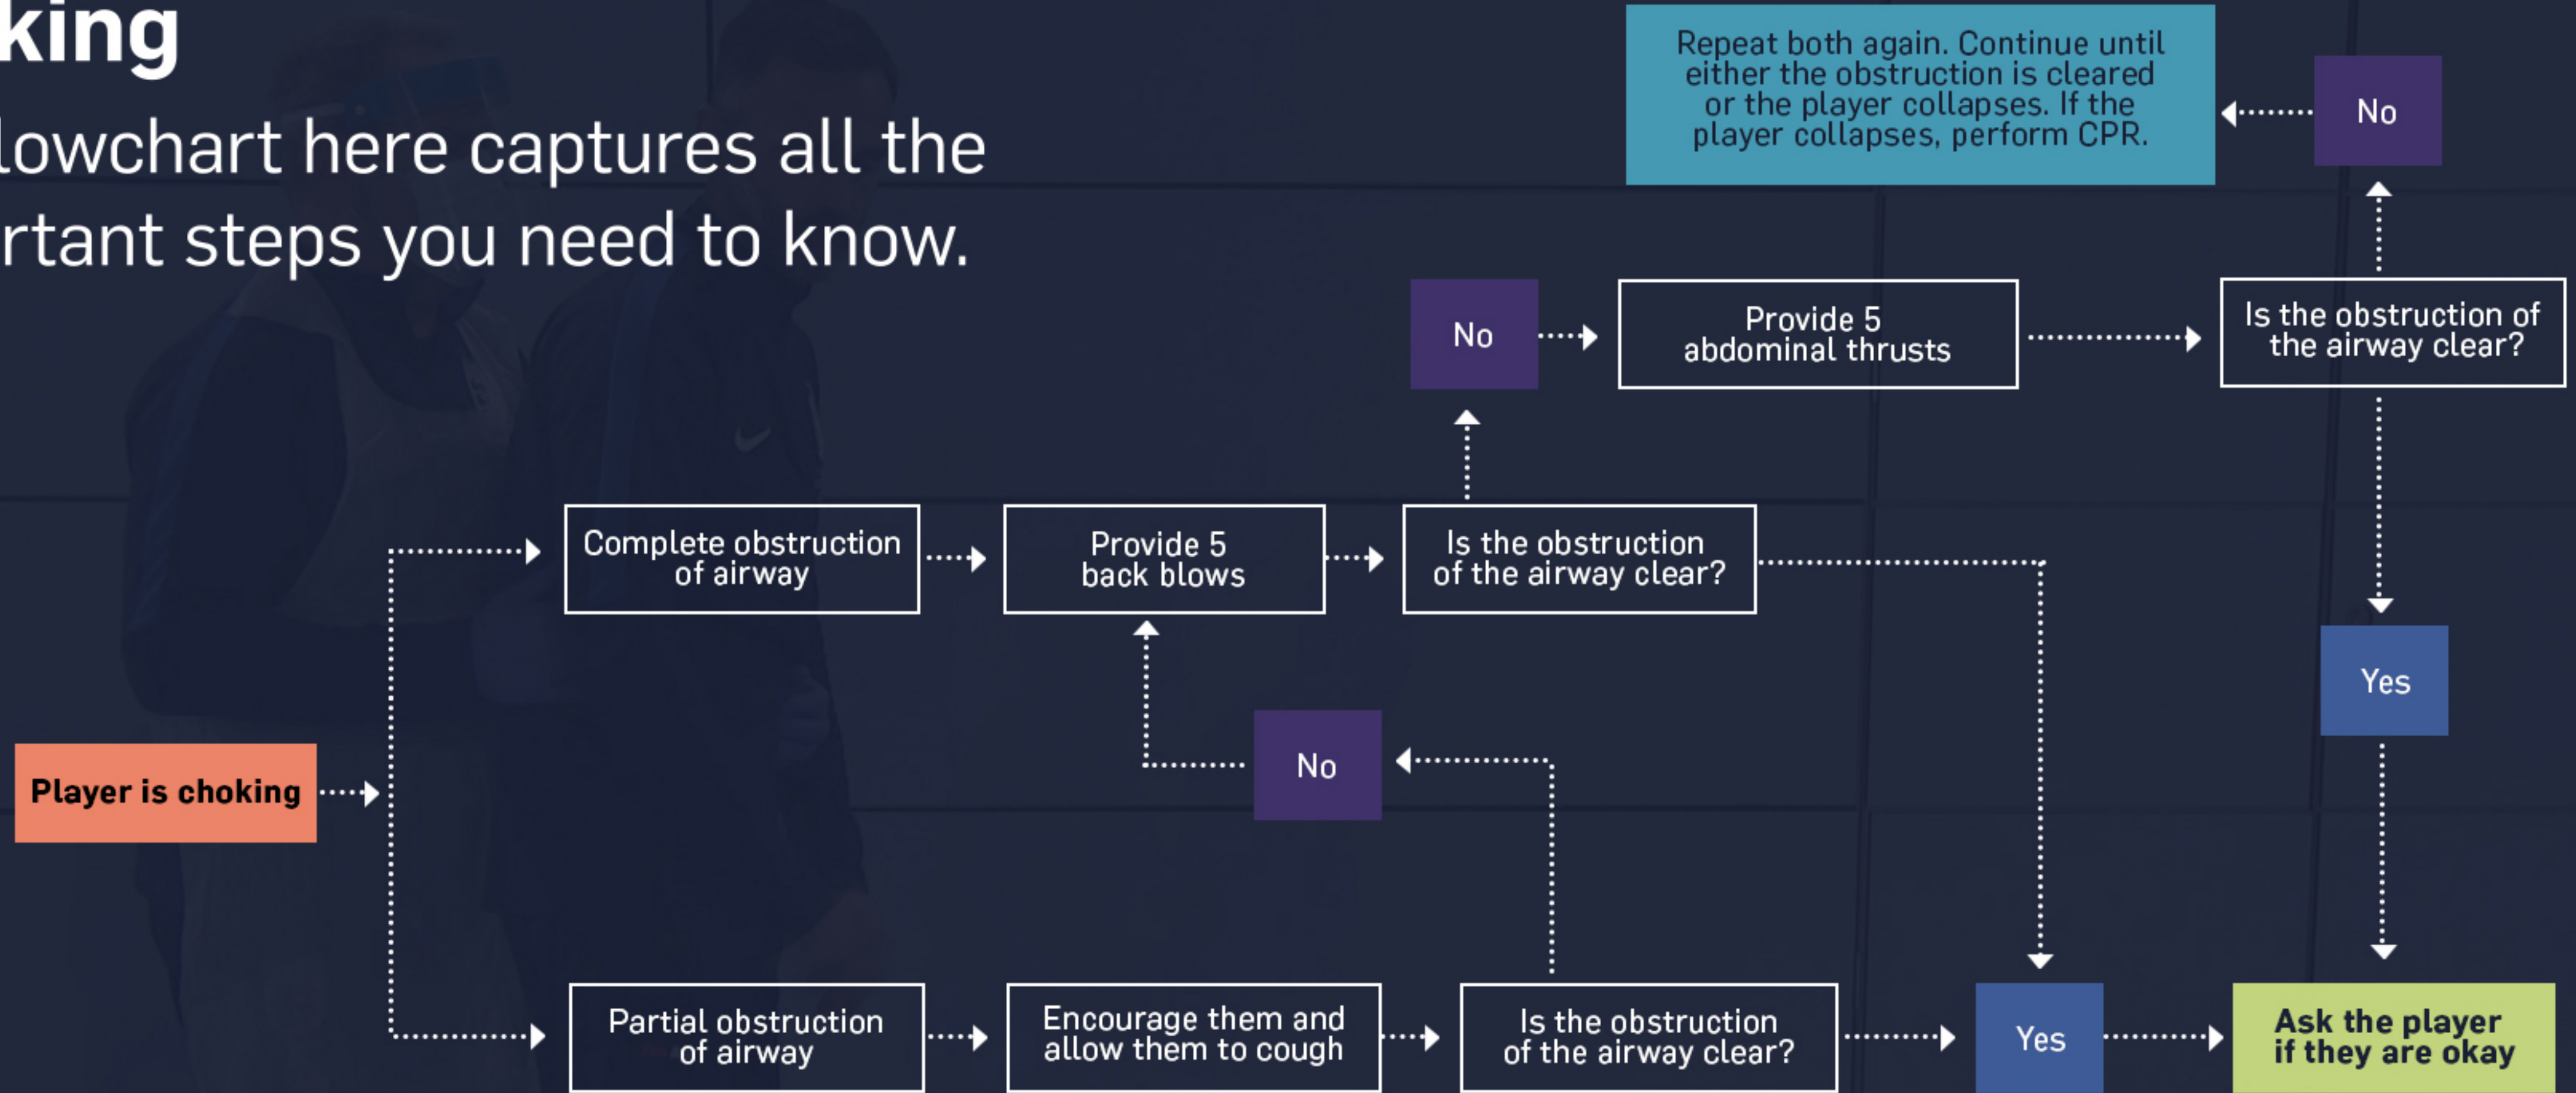 king
lowchart here captures all the
rtant steps you need to know.
Repeat both again. Continue until
either the obstruction is cleared
or the player collapses. If the
player collapses, perform CPR.
No
No
Provide 5
abdominal thrusts
Is the obstruction of
the airway clear?
Complete obstruction
of airway
Provide 5
back blows
Is the obstruction
of the airway clear?
Yes
No
Player is choking
Partial obstruction
of airway
Encourage them and
allow them to cough
Is the obstruction
of the airway clear?
Yes
Ask the player
if they are okay